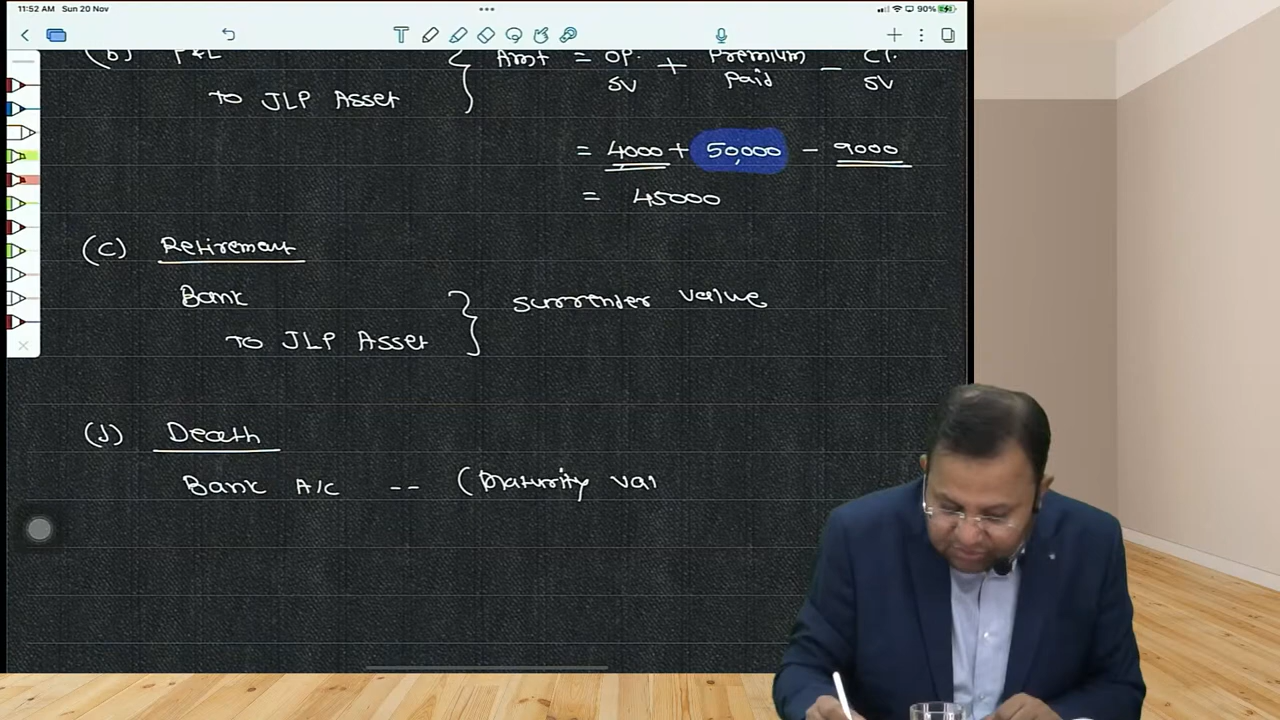 11:52 AM Sun 20 Nov
90%
(b) P&L
Amt = OP. SV + Premium Paid - Cl. SV
To JLP Asset
= 4000 + 50,000 - 9000
= 45000
(C) Retirement
Bank
Surrender value
To JLP Asset
(J) Death
Bank A/c -- (Maturity val